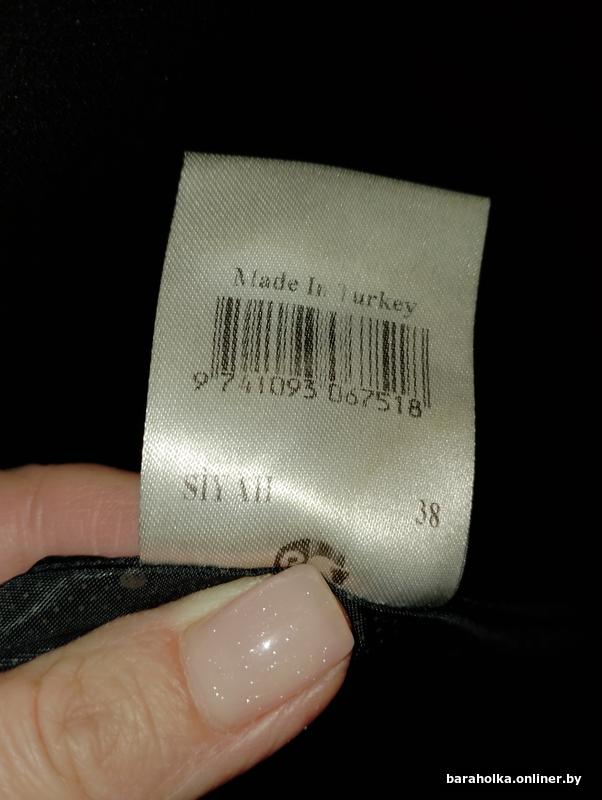 Made In Turkey
9 741093 067518
SİYAH
38
baraholka.onliner.by